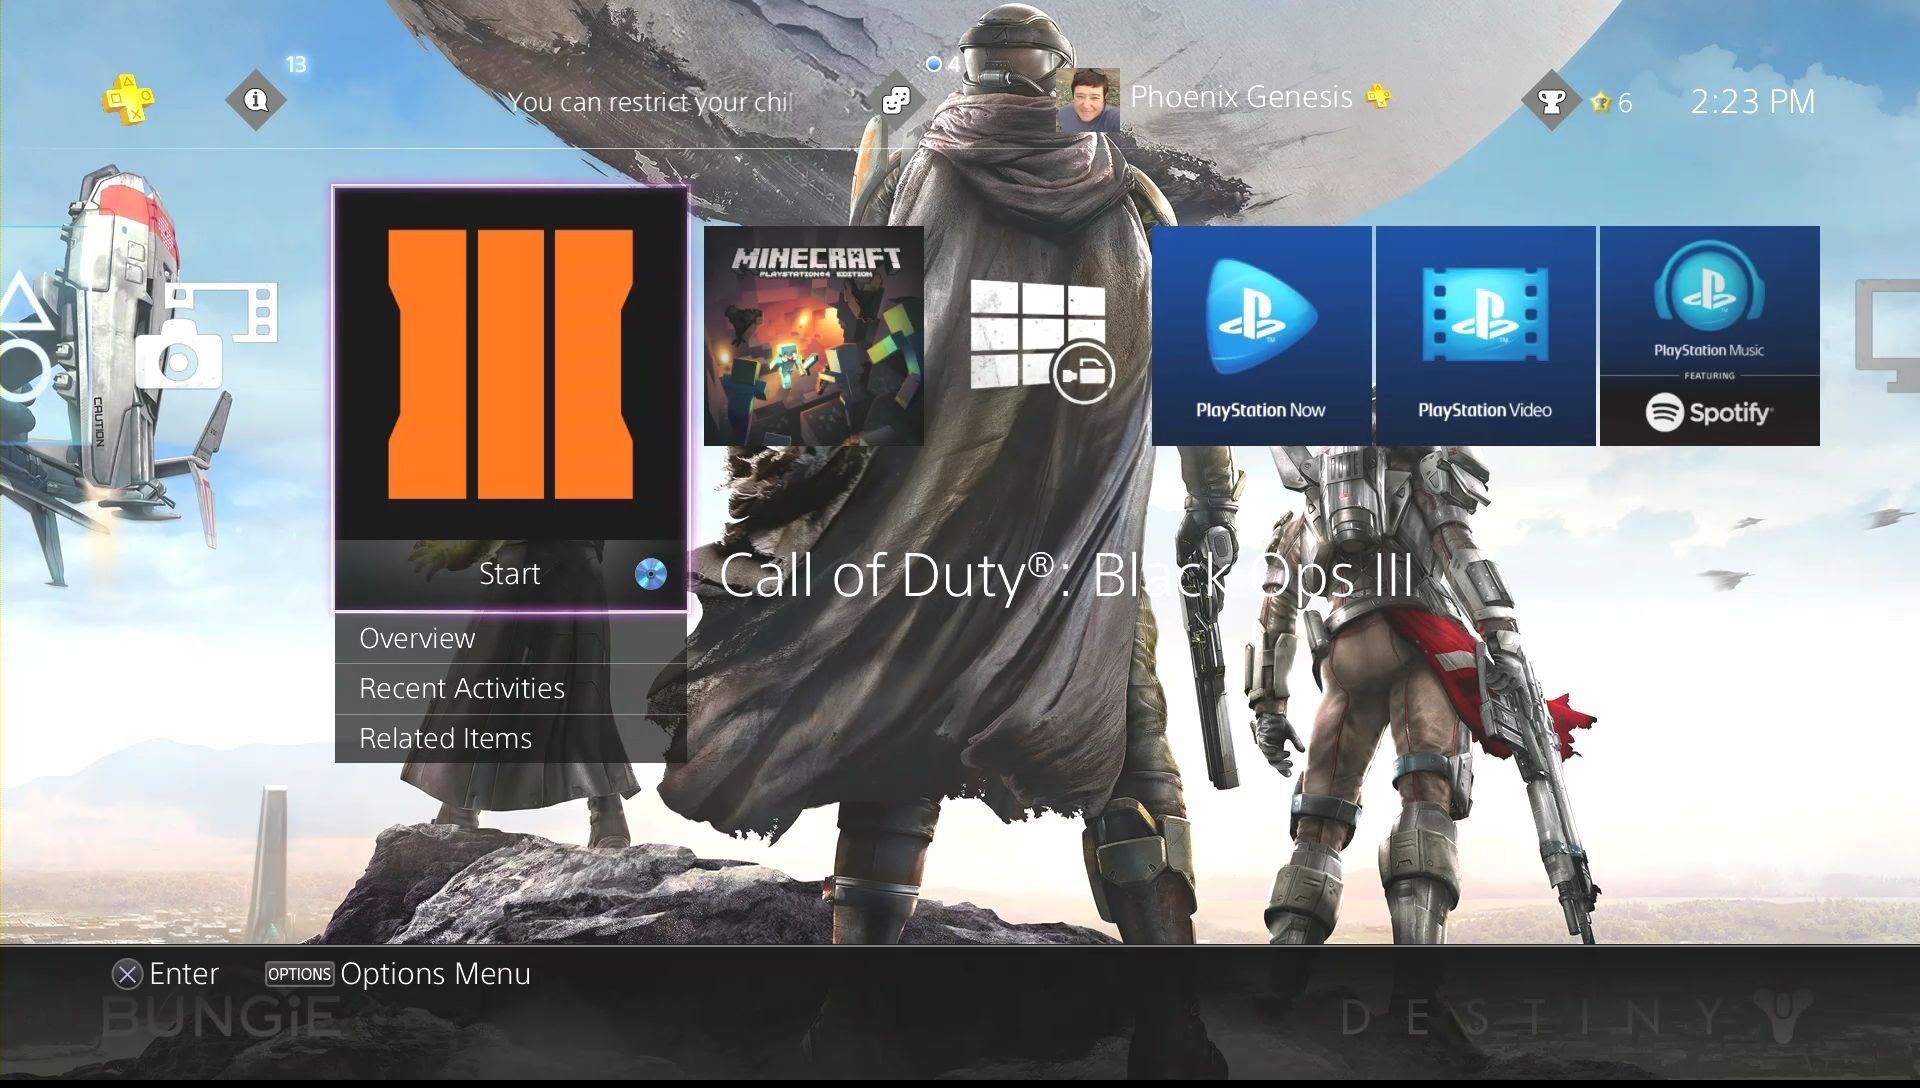 13
You can restrict your chi
4
Phoenix Genesis
6
2:23 PM
MINECRAFT
PLAYSTATION®4 EDITION
PlayStation Now
PlayStation Video
PlayStation Music
FEATURING
Spotify®
CAUTION
Start
Call of Duty®: Black Ops III
Overview
Recent Activities
Related Items
Enter
OPTIONS Options Menu
BUNGiE
DESTINY